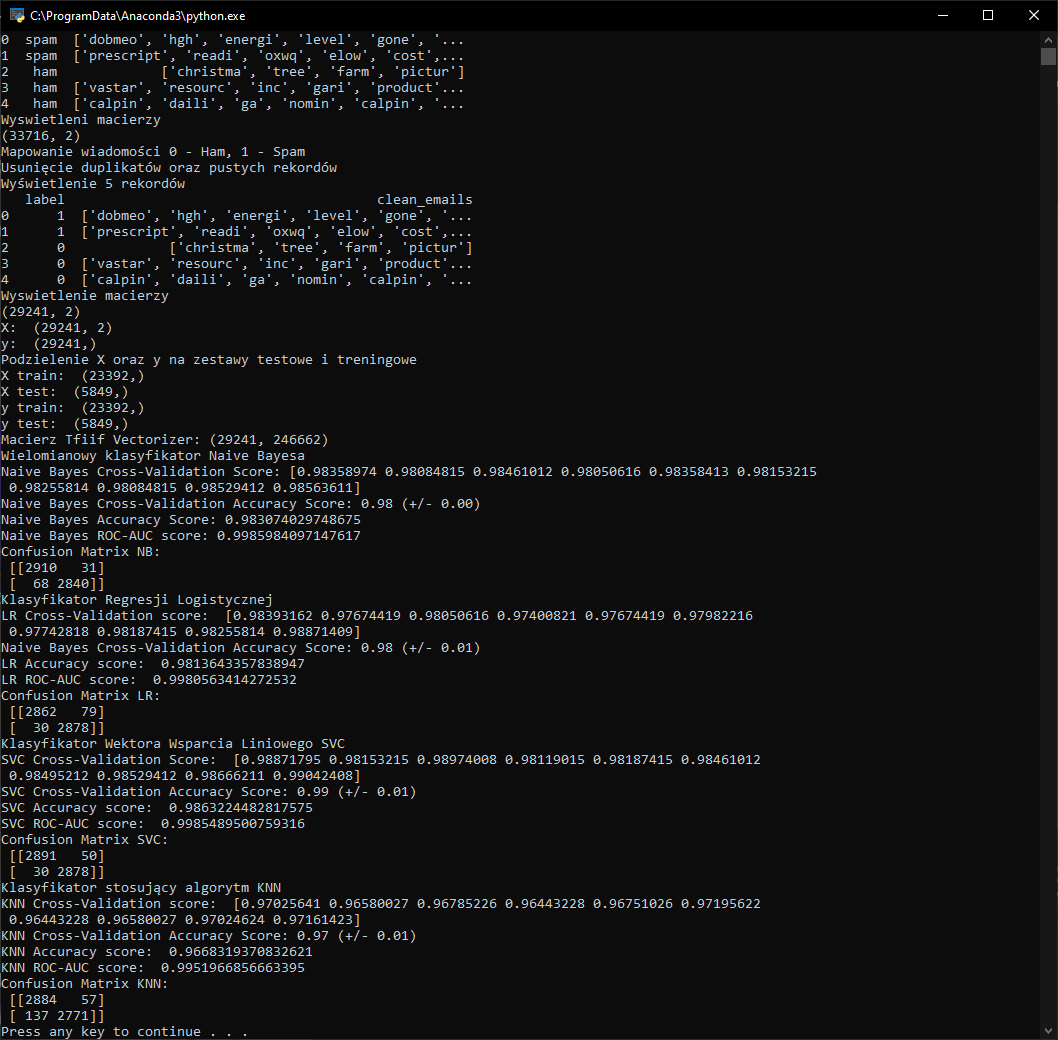 C:\ProgramData\Anaconda3\python.exe
0  spam  ['dobmeo', 'hgh', 'energi', 'level', 'gone', '...
1  spam  ['prescript', 'readi', 'oxwq', 'elow', 'cost',...
2   ham             ['christma', 'tree', 'farm', 'pictur']
3   ham  ['vastar', 'resourc', 'inc', 'gari', 'product'...
4   ham  ['calpin', 'daili', 'ga', 'nomin', 'calpin', '...
Wyswietleni macierzy
(33716, 2)
Mapowanie wiadomości 0 - Ham, 1 - Spam
Usunięcie duplikatów oraz pustych rekordów
Wyświetlenie 5 rekordów
   label                                       clean_emails
0      1  ['dobmeo', 'hgh', 'energi', 'level', 'gone', '...
1      1  ['prescript', 'readi', 'oxwq', 'elow', 'cost',...
2      0             ['christma', 'tree', 'farm', 'pictur']
3      0  ['vastar', 'resourc', 'inc', 'gari', 'product'...
4      0  ['calpin', 'daili', 'ga', 'nomin', 'calpin', '...
Wyswietlenie macierzy
(29241, 2)
X:  (29241, 2)
y:  (29241,)
Podzielenie X oraz y na zestawy testowe i treningowe
X train:  (23392,)
X test:  (5849,)
y train:  (23392,)
y test:  (5849,)
Macierz Tfiif Vectorizer: (29241, 246662)
Wielomianowy klasyfikator Naive Bayesa
Naive Bayes Cross-Validation Score: [0.98358974 0.98084815 0.98461012 0.98050616 0.98358413 0.98153215
 0.98255814 0.98084815 0.98529412 0.98563611]
Naive Bayes Cross-Validation Accuracy Score: 0.98 (+/- 0.00)
Naive Bayes Accuracy Score: 0.983074029748675
Naive Bayes ROC-AUC score: 0.9985984097147617
Confusion Matrix NB:
 [[2910   31]
 [  68 2840]]
Klasyfikator Regresji Logistycznej
LR Cross-Validation score:  [0.98393162 0.97674419 0.98050616 0.97400821 0.97674419 0.97982216
 0.97742818 0.98187415 0.98255814 0.98871409]
Naive Bayes Cross-Validation Accuracy Score: 0.98 (+/- 0.01)
LR Accuracy score:  0.9813643357838947
LR ROC-AUC score:  0.9980563414272532
Confusion Matrix LR:
 [[2862   79]
 [  30 2878]]
Klasyfikator Wektora Wsparcia Liniowego SVC
SVC Cross-Validation Score:  [0.98871795 0.98153215 0.98974008 0.98119015 0.98187415 0.98461012
 0.98495212 0.98529412 0.98666211 0.99042408]
SVC Cross-Validation Accuracy Score: 0.99 (+/- 0.01)
SVC Accuracy score:  0.9863224482817575
SVC ROC-AUC score:  0.9985489500759316
Confusion Matrix SVC:
 [[2891   50]
 [  30 2878]]
Klasyfikator stosujący algorytm KNN
KNN Cross-Validation score:  [0.97025641 0.96580027 0.96785226 0.96443228 0.96751026 0.97195622
 0.96443228 0.96580027 0.97024624 0.97161423]
KNN Cross-Validation Accuracy Score: 0.97 (+/- 0.01)
KNN Accuracy score:  0.9668319370832621
KNN ROC-AUC score:  0.9951966856663395
Confusion Matrix KNN:
 [[2884   57]
 [ 137 2771]]
Press any key to continue . . .